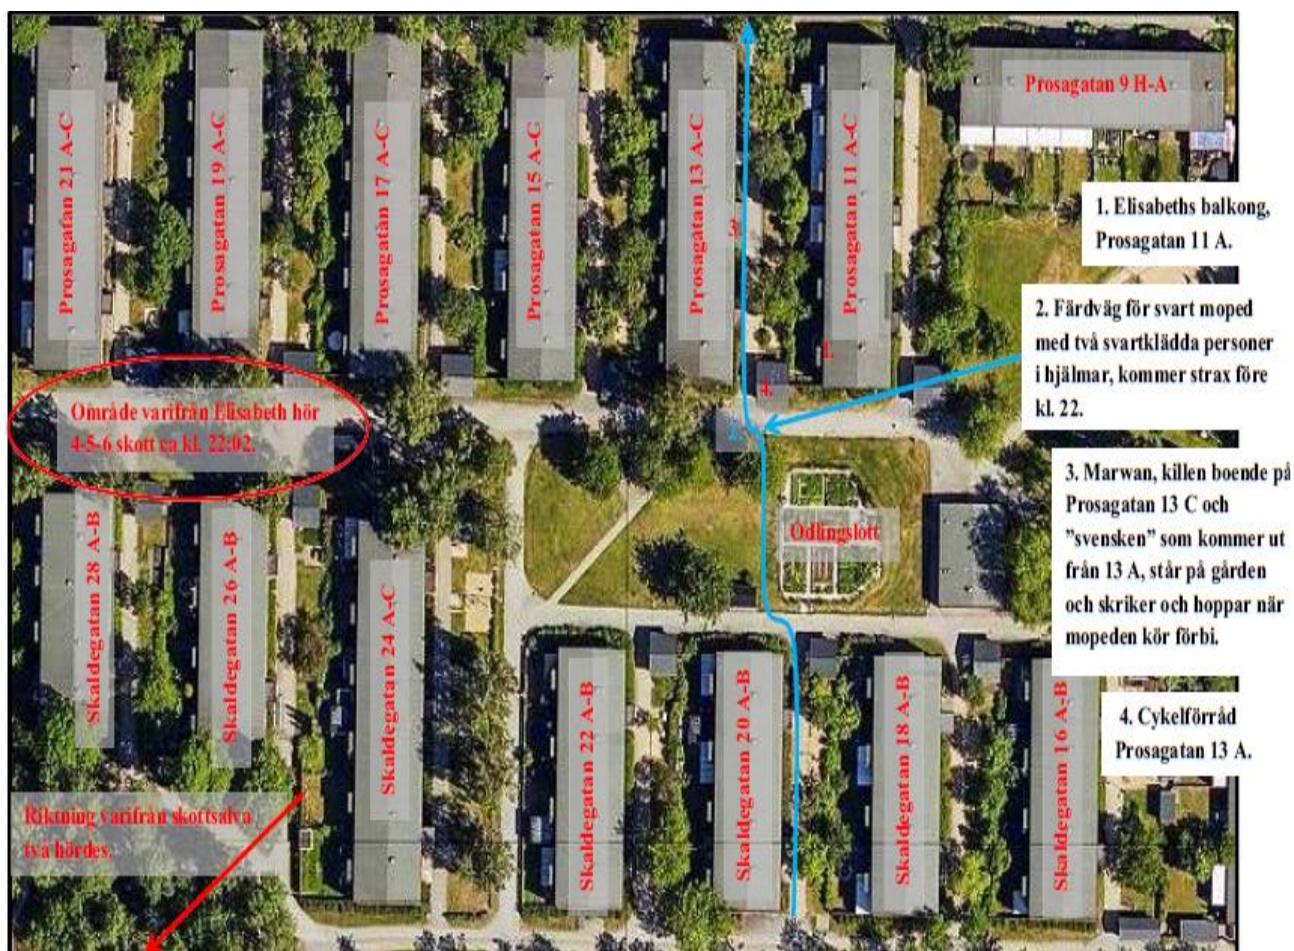 Prosagatan 21 A-C
Prosagatan 19 A-C
Prosagatan 17 A-C
Prosagatan 15 A-C
Prosagatan 13 A-C
Prosagatan 11 A-C
Prosagatan 9 H-A
1. Elisabeths balkong,
Prosagatan 11 A.
3.
1.
2. Färdväg för svart moped
med två svartklädda personer
i hjälmar, kommer strax före
kl. 22.
4.
2.
Område varifrån Elisabeth hör
4-5-6 skott ca kl. 22:02.
3. Marwan, killen boende på
Prosagatan 13 C och
”svensken” som kommer ut
från 13 A, står på gården
och skriker och hoppar när
mopeden kör förbi.
Odlingslott
Skaldegatan 28 A-B
Skaldegatan 26 A-B
Skaldegatan 24 A-C
Skaldegatan 22 A-B
Skaldegatan 20 A-B
Skaldegatan 18 A-B
Skaldegatan 16 A-B
4. Cykelförråd
Prosagatan 13 A.
Riktning varifrån skottsalva
två hördes.